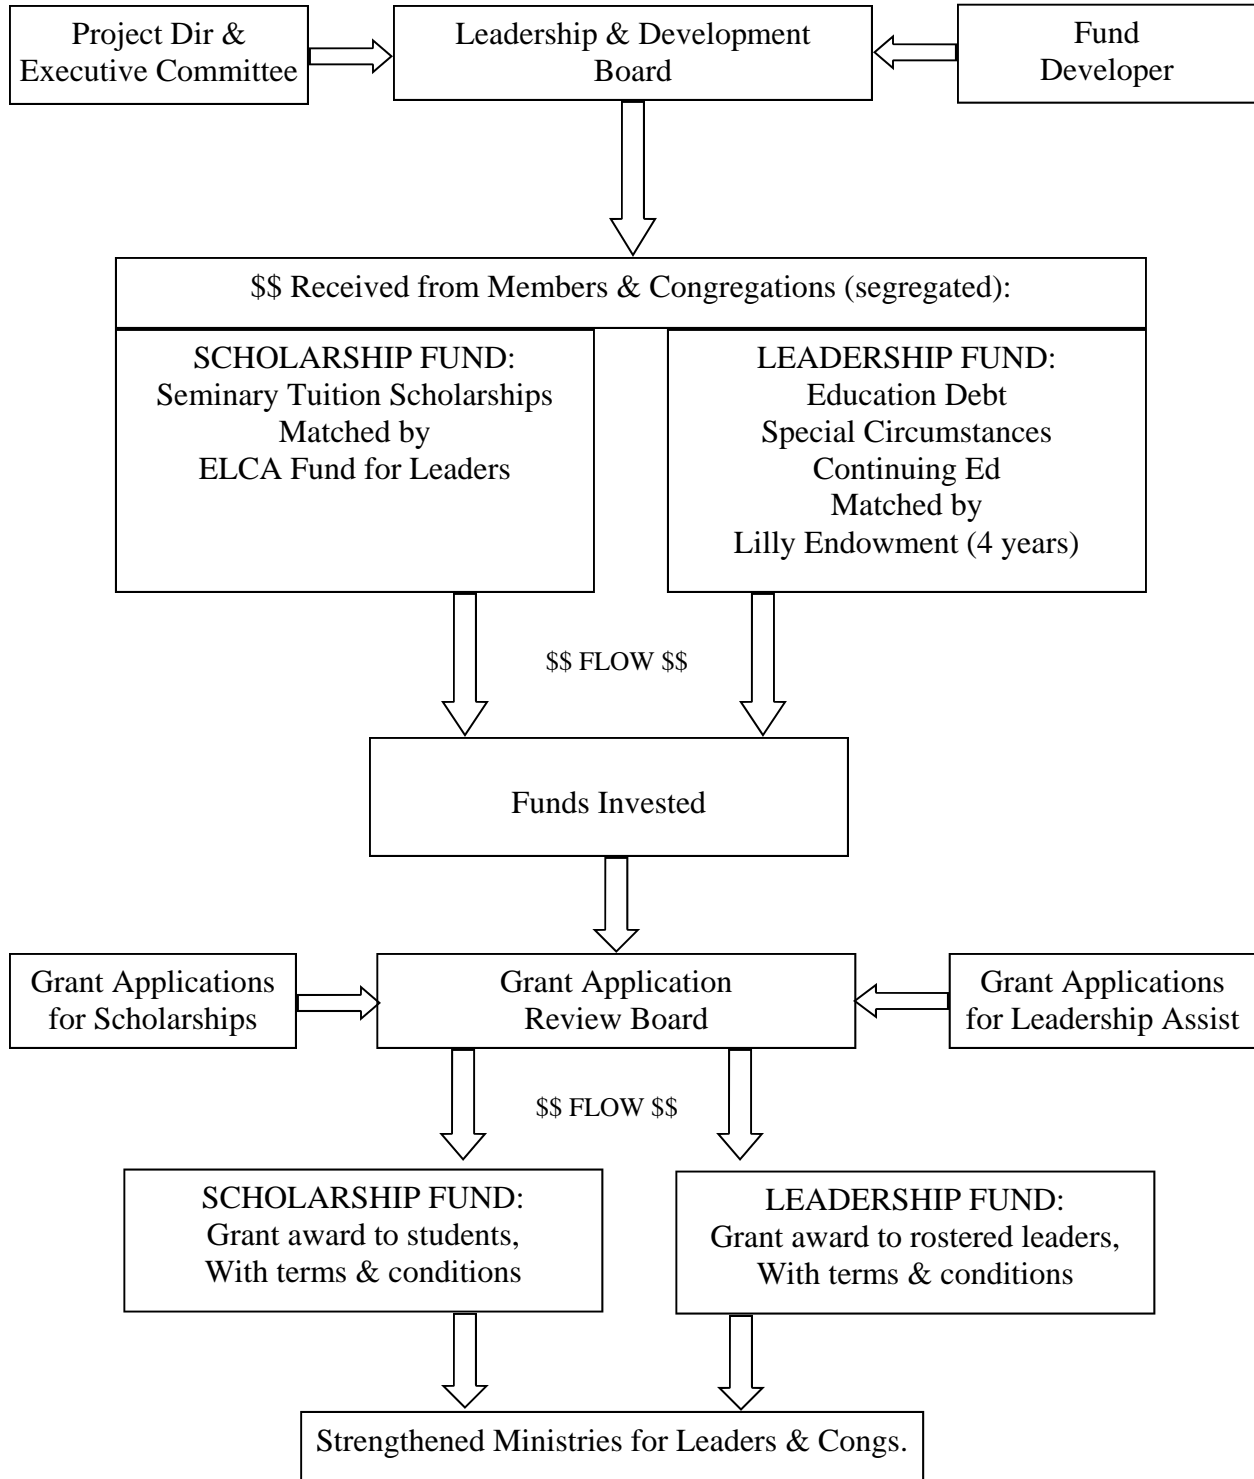 Project Dir &
Executive Committee
Leadership & Development
Board
Fund
Developer
$$ Received from Members & Congregations (segregated):
SCHOLARSHIP FUND:
Seminary Tuition Scholarships
Matched by
ELCA Fund for Leaders
LEADERSHIP FUND:
Education Debt
Special Circumstances
Continuing Ed
Matched by
Lilly Endowment (4 years)
$$ FLOW $$
Funds Invested
Grant Applications
for Scholarships
Grant Application
Review Board
Grant Applications
for Leadership Assist
$$ FLOW $$
SCHOLARSHIP FUND:
Grant award to students,
With terms & conditions
LEADERSHIP FUND:
Grant award to rostered leaders,
With terms & conditions
Strengthened Ministries for Leaders & Congs.